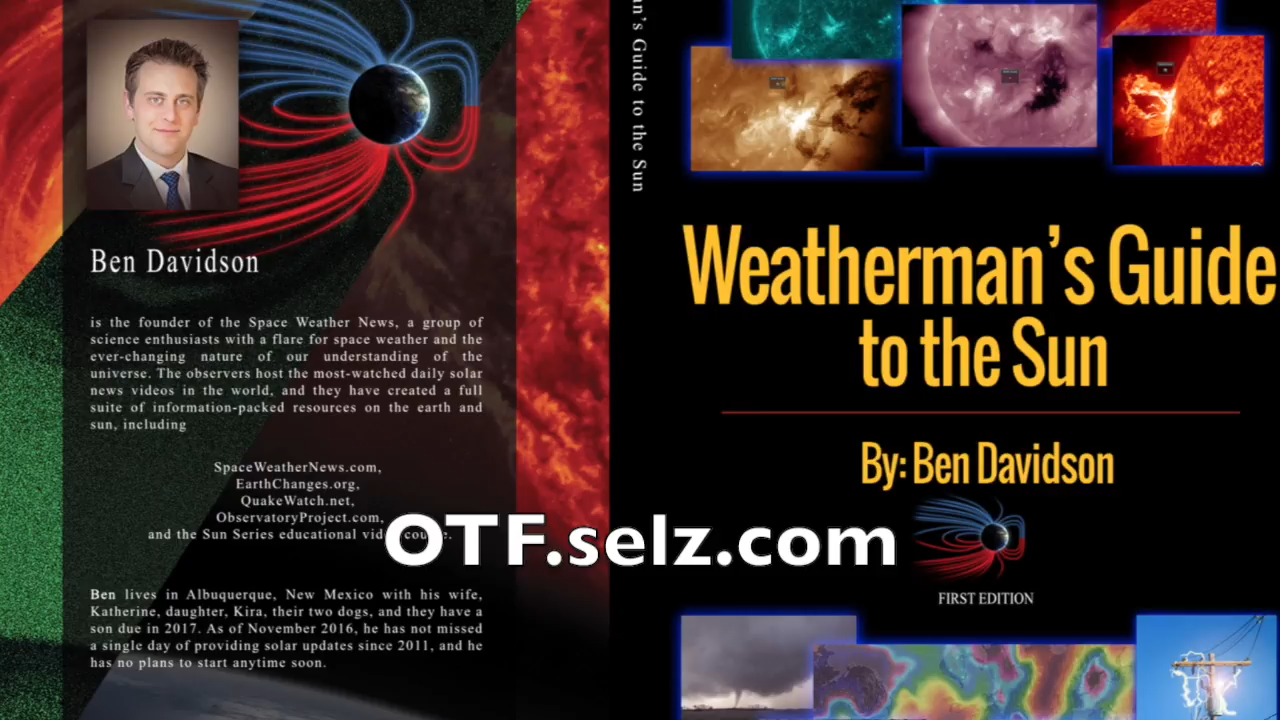 Ben Davidson
is the founder of the Space Weather News, a group of
science enthusiasts with a flare for space weather and the
ever-changing nature of our understanding of the
universe. The observers host the most-watched daily solar
news videos in the world, and they have created a full
suite of information-packed resources on the earth and
sun, including
SpaceWeatherNews.com,
EarthChanges.org,
QuakeWatch.net,
ObservatoryProject.com,
and the Sun Series educational video course.
Ben lives in Albuquerque, New Mexico with his wife,
Katherine, daughter, Kira, their two dogs, and they have a
son due in 2017. As of November 2016, he has not missed
a single day of providing solar updates since 2011, and he
has no plans to start anytime soon.
OTF.selz.com
an's Guide to the Sun
Weatherman's Guide
to the Sun
By: Ben Davidson
FIRST EDITION